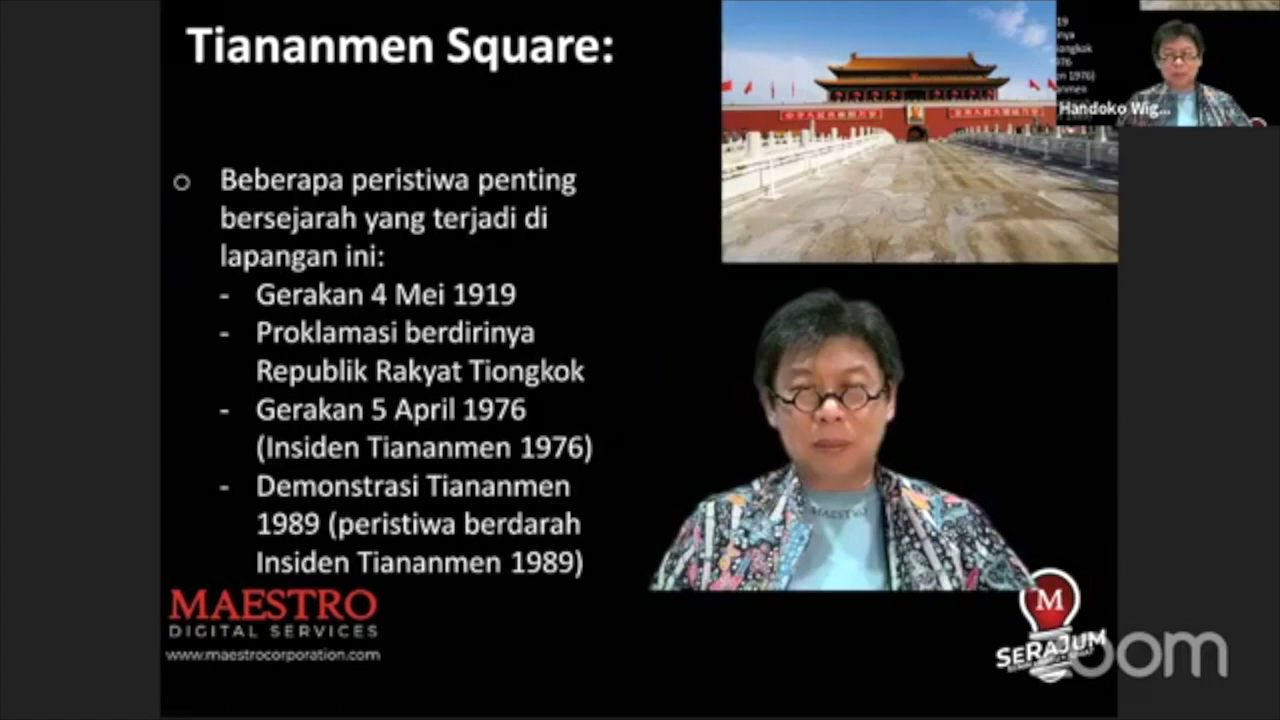 Tiananmen Square:
Beberapa peristiwa penting
bersejarah yang terjadi di
lapangan ini:
- Gerakan 4 Mei 1919
- Proklamasi berdirinya
Republik Rakyat Tiongkok
- Gerakan 5 April 1976
(Insiden Tiananmen 1976)
- Demonstrasi Tiananmen
1989 (peristiwa berdarah
Insiden Tiananmen 1989)
MAESTRO
DIGITAL SERVICES
www.maestrocorporation.com
MAESTRO
M
SERAJUM
zoom
Handoko Wig...